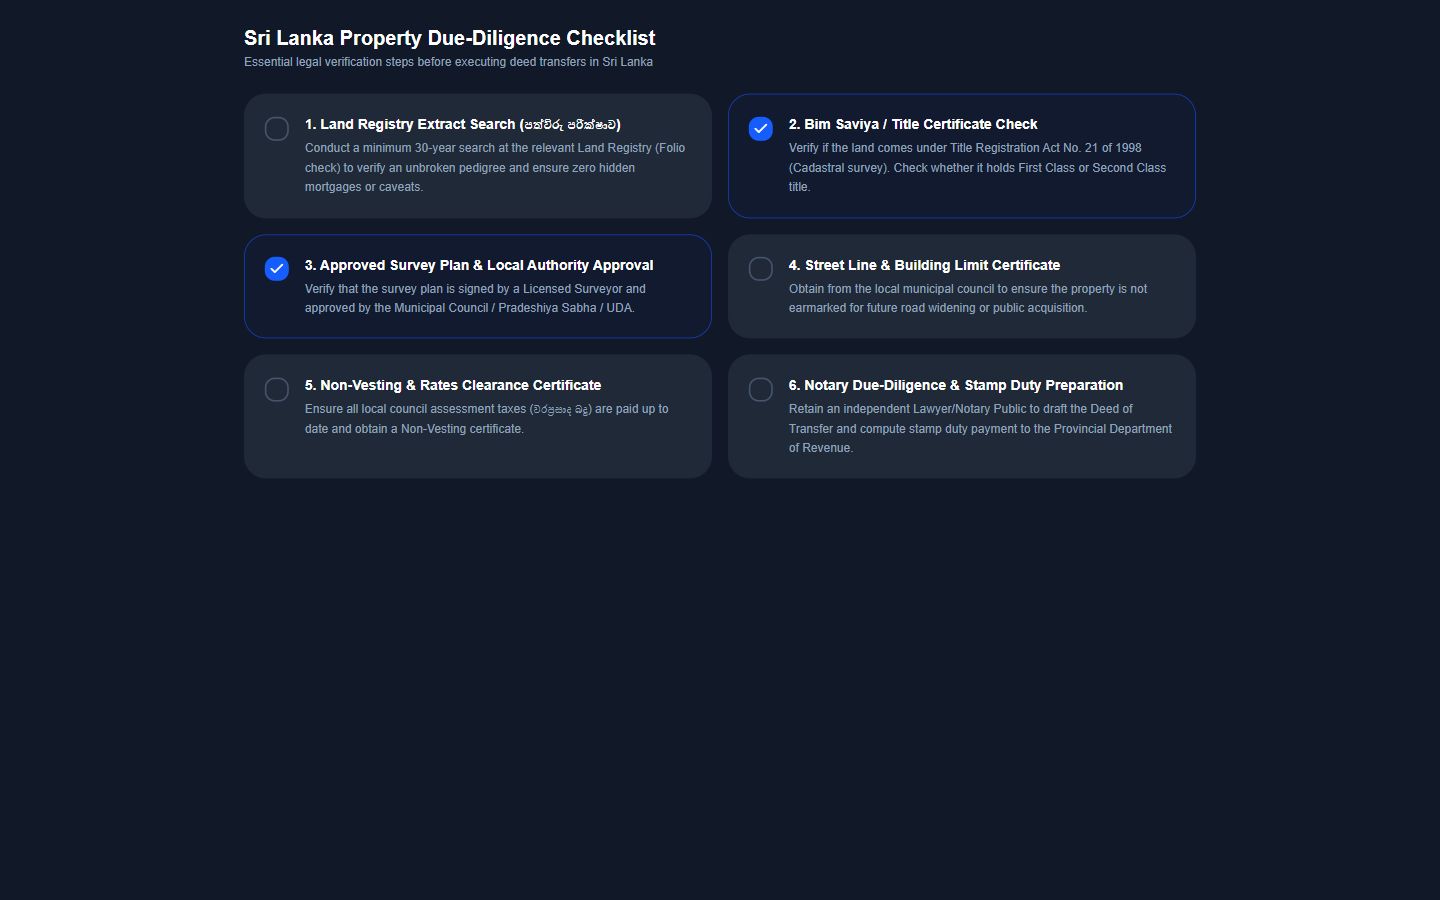 Sri Lanka Property Due-Diligence Checklist
Essential legal verification steps before executing deed transfers in Sri Lanka
1. Land Registry Extract Search (පත්විරු පරීක්ෂාව)
Conduct a minimum 30-year search at the relevant Land Registry (Folio
check) to verify an unbroken pedigree and ensure zero hidden
mortgages or caveats.
2. Bim Saviya / Title Certificate Check
Verify if the land comes under Title Registration Act No. 21 of 1998
(Cadastral survey). Check whether it holds First Class or Second Class
title.
3. Approved Survey Plan & Local Authority Approval
Verify that the survey plan is signed by a Licensed Surveyor and
approved by the Municipal Council / Pradeshiya Sabha / UDA.
4. Street Line & Building Limit Certificate
Obtain from the local municipal council to ensure the property is not
earmarked for future road widening or public acquisition.
5. Non-Vesting & Rates Clearance Certificate
Ensure all local council assessment taxes (වරප්‍රසාද බදු) are paid up to
date and obtain a Non-Vesting certificate.
6. Notary Due-Diligence & Stamp Duty Preparation
Retain an independent Lawyer/Notary Public to draft the Deed of
Transfer and compute stamp duty payment to the Provincial Department
of Revenue.